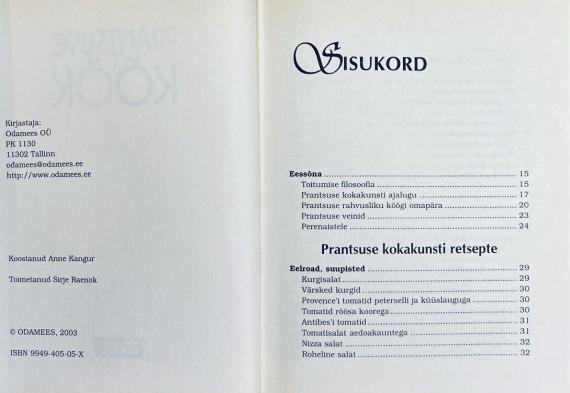 PRANTSUSE
KÖÖK
Kirjastaja:
Odamees OÜ
PK 1130
11302 Tallinn
odamees@odamees.ee
http://www.odamees.ee
Koostanud Anne Kangur
Toimetanud Sirje Raenok
© ODAMEES, 2003
ISBN 9949-405-05-X
SISUKORD
Eessõna ........ 15
Toitumise filosoofia ........ 15
Prantsuse kokakunsti ajalugu ........ 17
Prantsuse rahvusliku köögi omapära ........ 20
Prantsuse veinid ........ 23
Perenaistele ........ 24
Prantsuse kokakunsti retsepte
Eelroad, suupisted ........ 29
Kurgisalat ........ 29
Värsked kurgid ........ 30
Provence'i tomatid peterselli ja küüslauguga ........ 30
Tomatid röösa koorega ........ 30
Antibes'i tomatid ........ 31
Tomatisalat aedoakauntega ........ 31
Nizza salat ........ 32
Roheline salat ........ 32